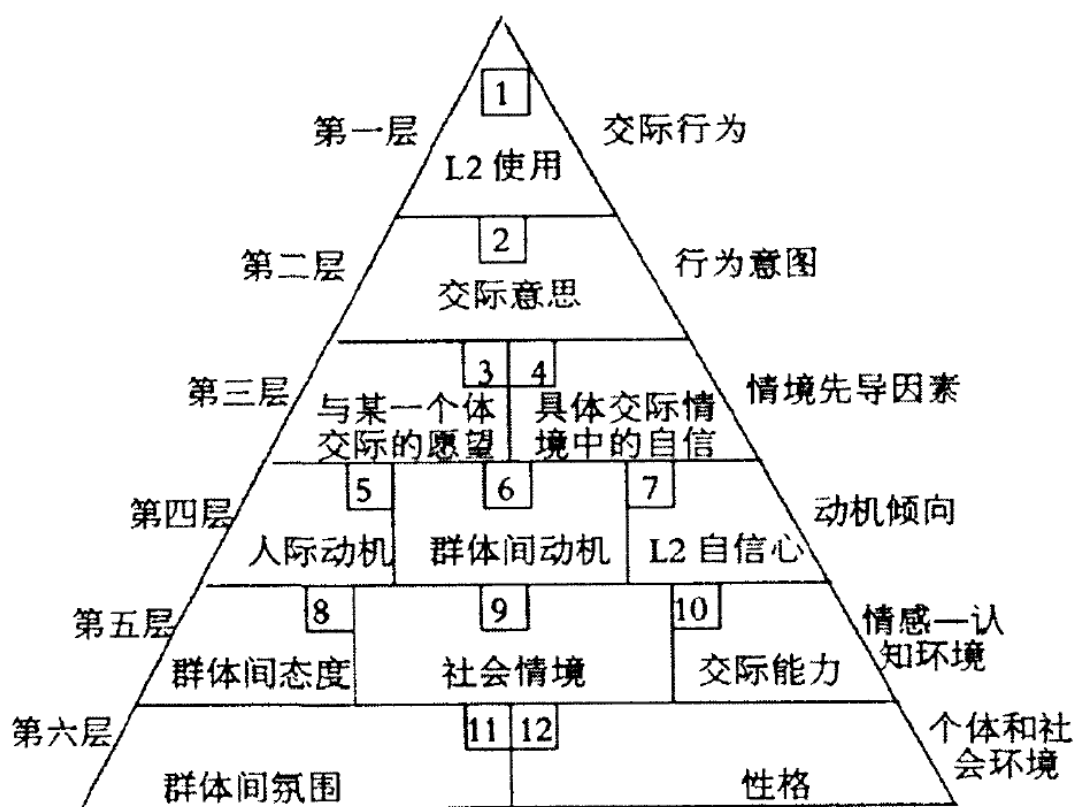 1
第一层
交际行为
L2 使用
2
第二层
行为意图
交际意思
3
4
第三层
情境先导因素
与某一个体
交际的愿望
具体交际情
境中的自信
5
6
7
第四层
动机倾向
人际动机
群体间动机
L2 自信心
8
9
10
第五层
情感—认
知环境
群体间态度
社会情境
交际能力
11
12
第六层
个体和社
会环境
群体间氛围
性格